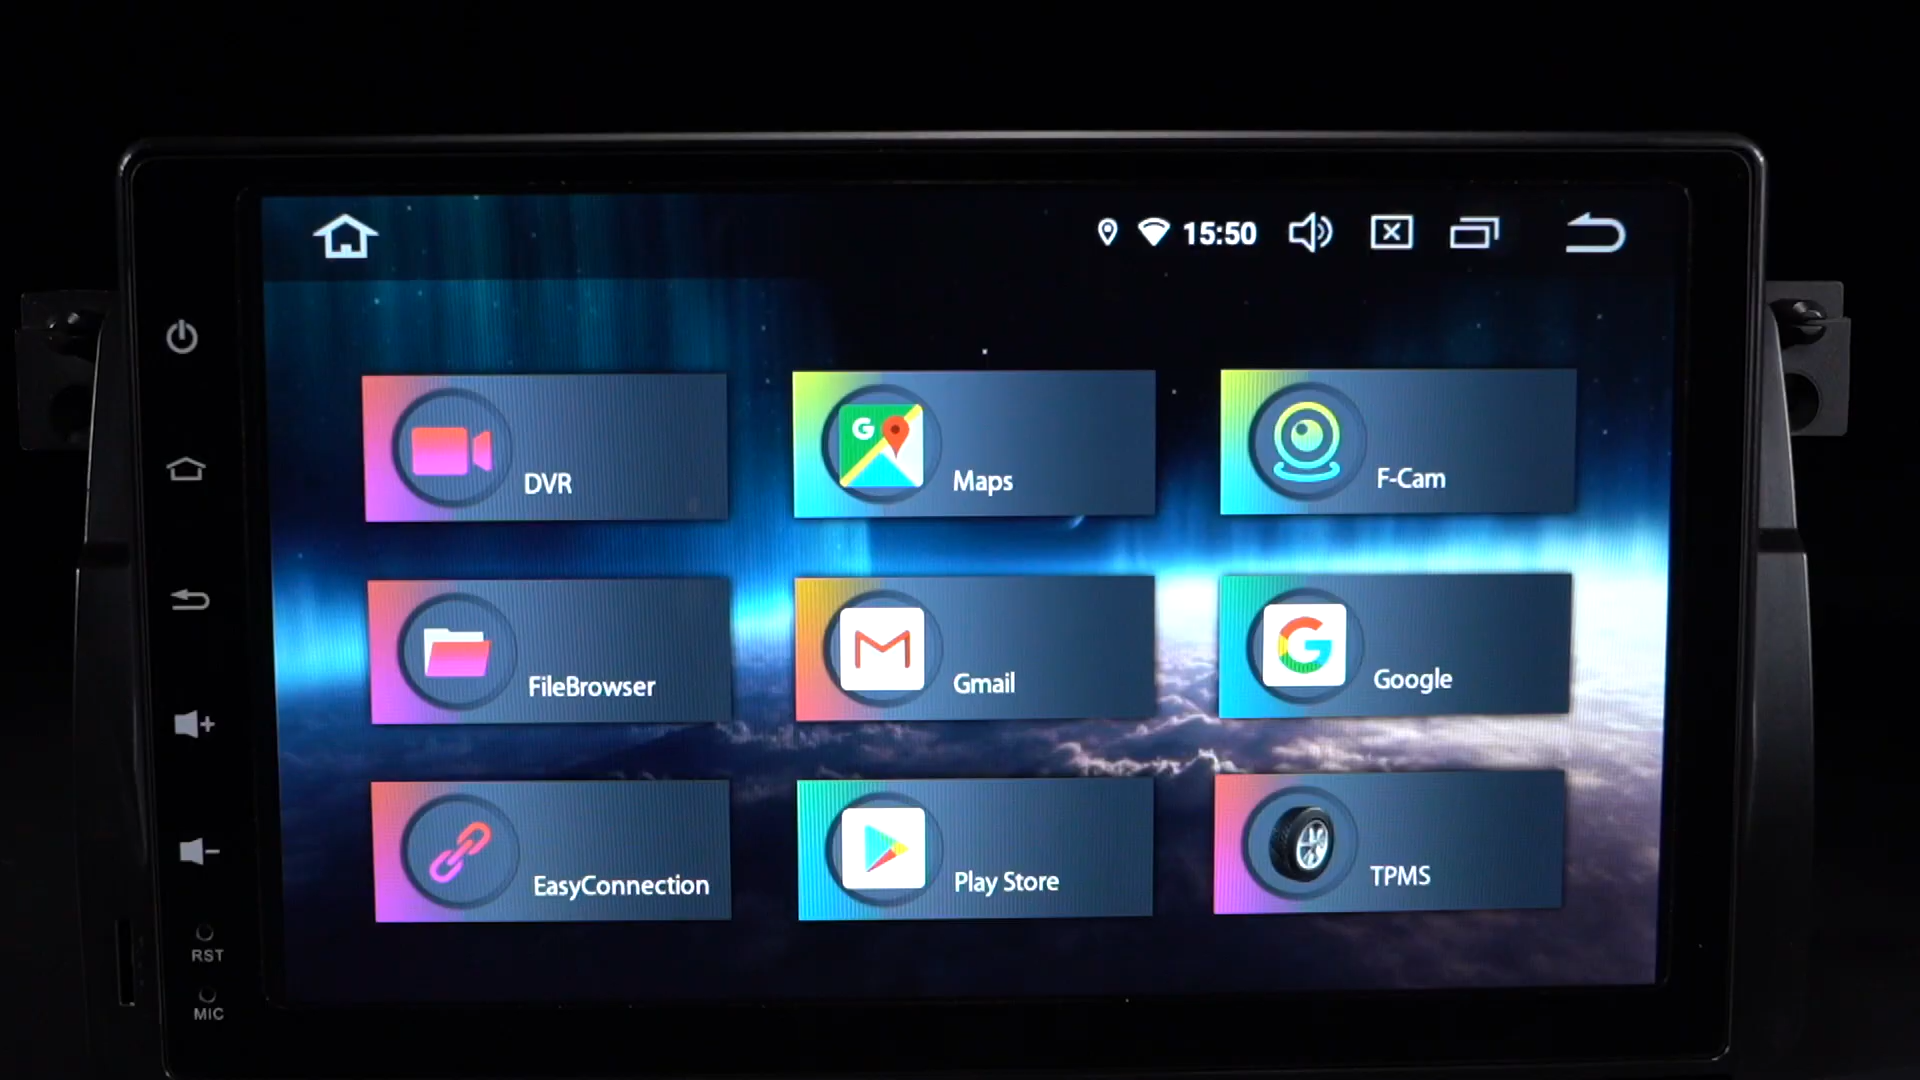 15:50
DVR
G
Maps
F-Cam
FileBrowser
Gmail
G
Google
EasyConnection
Play Store
TPMS
RST
MIC